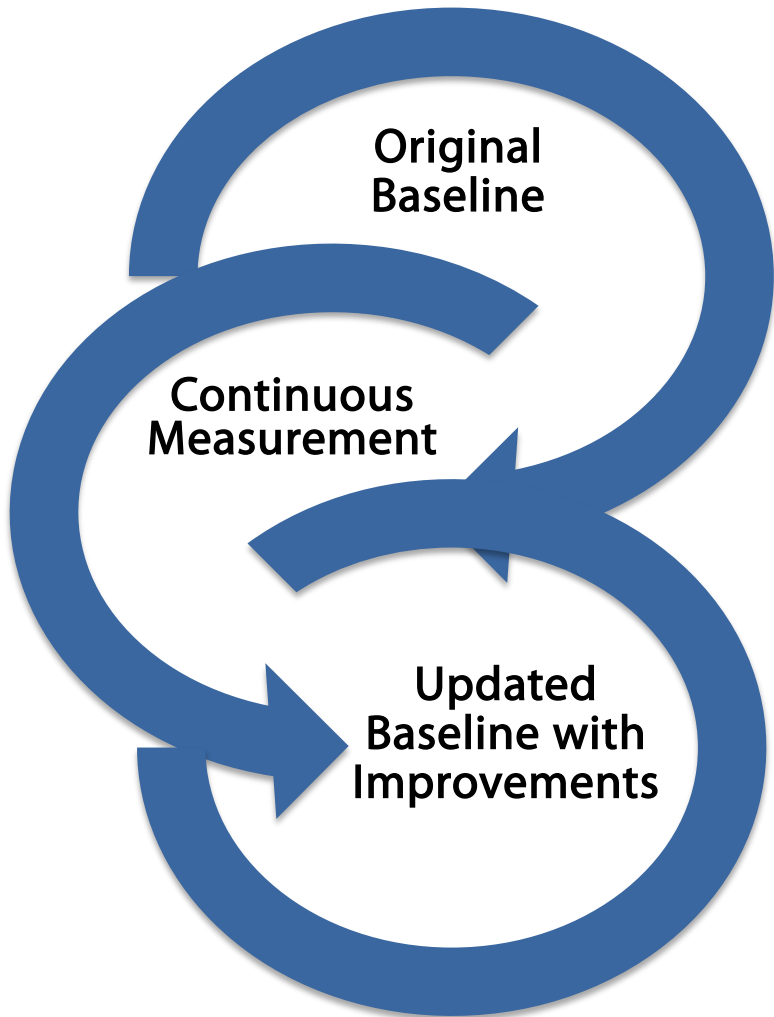 Original
Baseline
Continuous
Measurement
Updated
Baseline with
Improvements